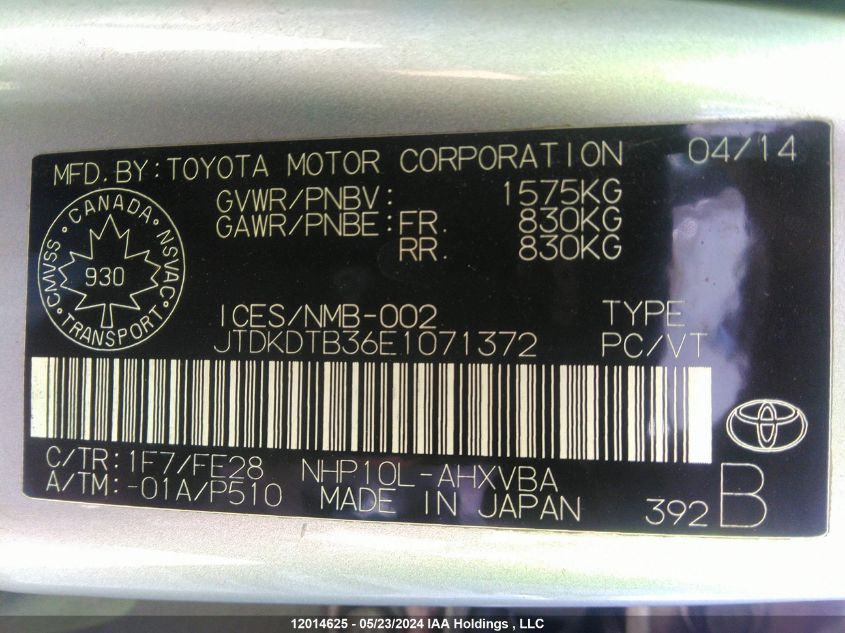 MFD. BY: TOYOTA MOTOR CORPORATION 04/14
GVWR/PNBV: 1575KG
GAWR/PNBE: FR. 830KG
RR. 830KG
CANADA
CMVSS · NSVAC
930
TRANSPORT
ICES/NMB-002 TYPE
JTDKDTB36E1071372 PC/VT
C/TR: 1F7/FE28 NHP10L-AHXVBA
A/TM: -01A/P510 MADE IN JAPAN 392 B
12014625 - 05/23/2024 IAA Holdings , LLC